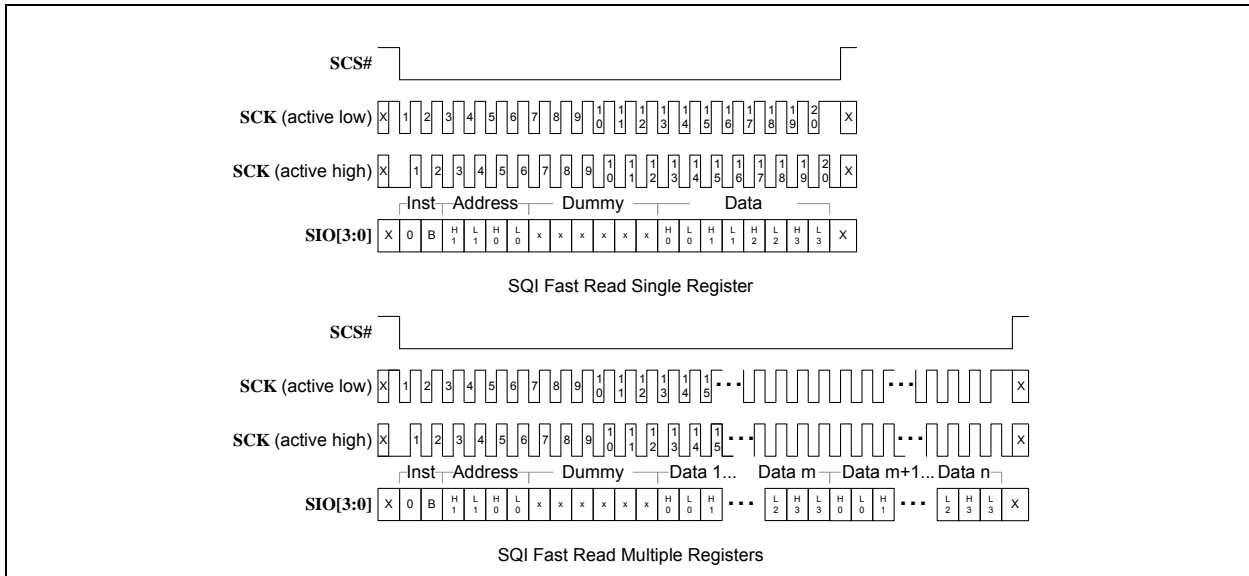 SCS#
SCK (active low) X 1 2 3 4 5 6 7 8 9 10 11 12 13 14 15 16 17 18 19 20 X
SCK (active high) X 1 2 3 4 5 6 7 8 9 10 11 12 13 14 15 16 17 18 19 20 X
Inst Address Dummy Data
SIO[3:0] X 0 B H1 L1 H0 L0 x x x x x x H0 L0 H1 L1 H2 L2 H3 L3 X
SQI Fast Read Single Register
SCS#
SCK (active low) X 1 2 3 4 5 6 7 8 9 10 11 12 13 14 15 ... ... X
SCK (active high) X 1 2 3 4 5 6 7 8 9 10 11 12 13 14 15 ... ... X
Inst Address Dummy Data 1... Data m Data m+1... Data n
SIO[3:0] X 0 B H1 L1 H0 L0 x x x x x x H0 L0 H1 ... L2 H3 L3 H0 L0 H1 ... L2 H3 L3 X
SQI Fast Read Multiple Registers